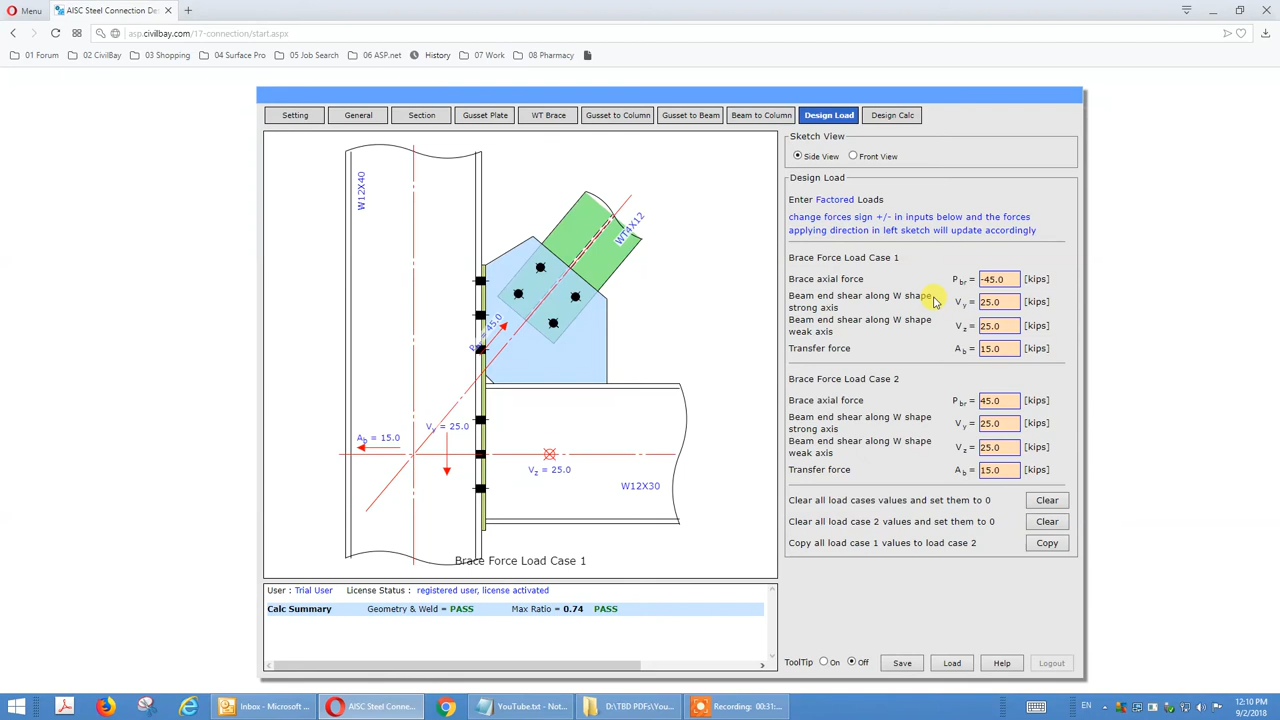 Menu
AISC Steel Connection Des
asp.civilbay.com/17-connection/start.aspx
01 Forum
02 CivilBay
03 Shopping
04 Surface Pro
05 Job Search
06 ASP.net
History
07 Work
08 Pharmacy
Setting
General
Section
Gusset Plate
WT Brace
Gusset to Column
Gusset to Beam
Beam to Column
Design Load
Design Calc
W12X40
WT4X12
= 45.0
Ab = 15.0
Vy = 25.0
Vz = 25.0
W12X30
Brace Force Load Case 1
Sketch View
Side View
Front View
Design Load
Enter Factored Loads
change forces sign +/- in inputs below and the forces
applying direction in left sketch will update accordingly
Brace Force Load Case 1
Brace axial force Pbr = -45.0 [kips]
Beam end shear along W shape
strong axis Vy = 25.0 [kips]
Beam end shear along W shape
weak axis Vz = 25.0 [kips]
Transfer force Ab = 15.0 [kips]
Brace Force Load Case 2
Brace axial force Pbr = 45.0 [kips]
Beam end shear along W shape
strong axis Vy = 25.0 [kips]
Beam end shear along W shape
weak axis Vz = 25.0 [kips]
Transfer force Ab = 15.0 [kips]
Clear all load cases values and set them to 0 Clear
Clear all load case 2 values and set them to 0 Clear
Copy all load case 1 values to load case 2 Copy
User : Trial User License Status : registered user, license activated
Calc Summary Geometry & Weld = PASS Max Ratio = 0.74 PASS
ToolTip On Off Save Load Help Logout
Inbox - Microsoft ...
AISC Steel Conne...
YouTube.txt - Not...
D:\TBD PDFs\You...
Recording: 00:31:...
EN
12:10 PM
9/2/2018